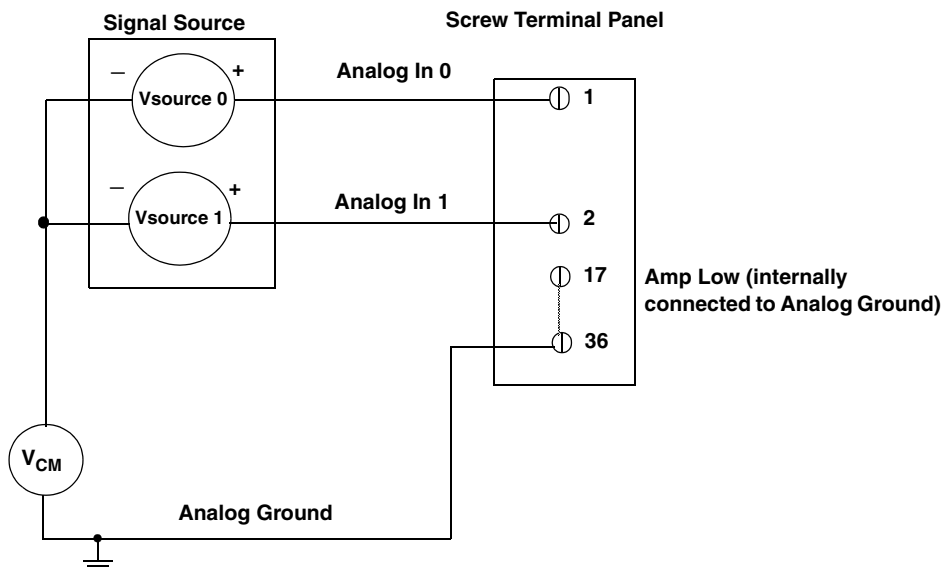 Signal Source
Screw Terminal Panel
– +
Vsource 0
Analog In 0
1
– +
Vsource 1
Analog In 1
2
17
Amp Low (internally
connected to Analog Ground)
36
VCM
Analog Ground